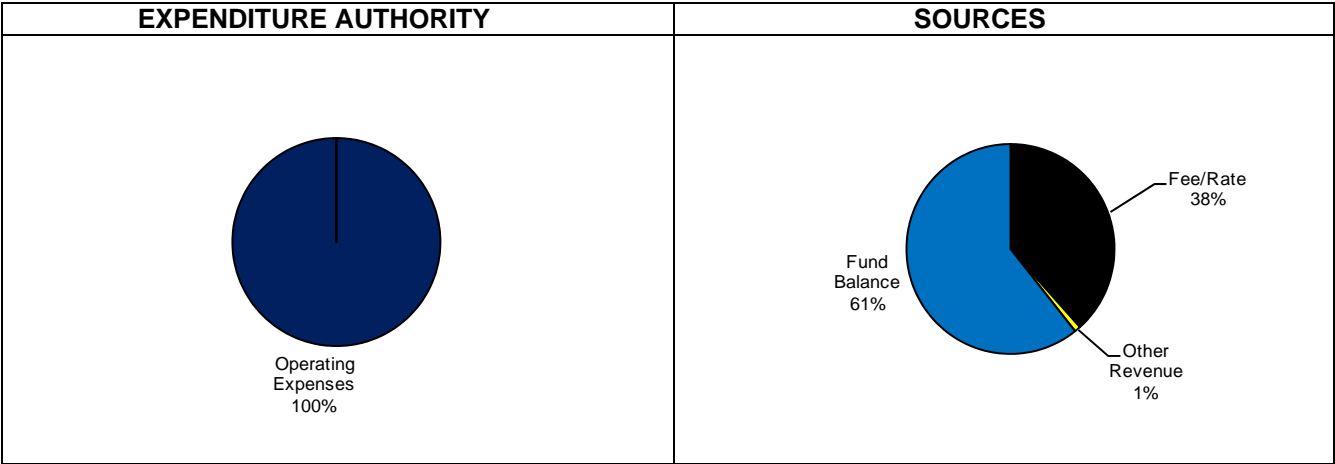 EXPENDITURE AUTHORITY
SOURCES
Operating
Expenses
100%
Fee/Rate
38%
Fund
Balance
61%
Other
Revenue
1%